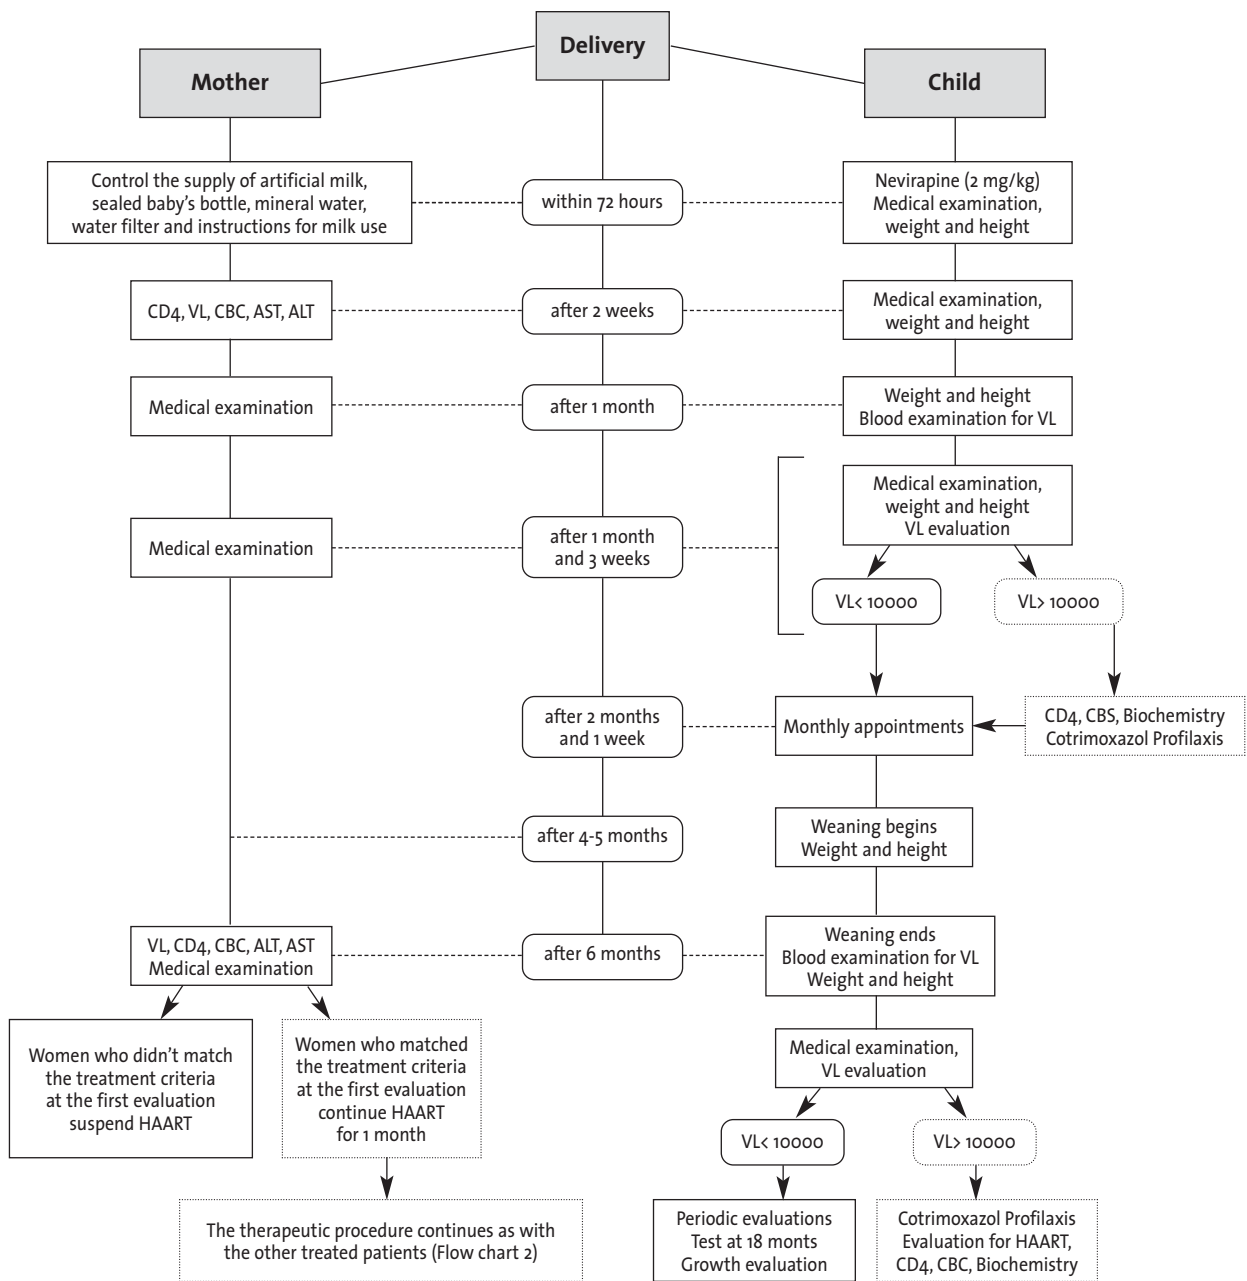 Delivery
Mother
Child
Control the supply of artificial milk,
sealed baby's bottle, mineral water,
water filter and instructions for milk use
within 72 hours
Nevirapine (2 mg/kg)
Medical examination,
weight and height
CD4, VL, CBC, AST, ALT
after 2 weeks
Medical examination,
weight and height
Medical examination
after 1 month
Weight and height
Blood examination for VL
Medical examination
after 1 month
and 3 weeks
Medical examination,
weight and height
VL evaluation
VL< 10000
VL> 10000
after 2 months
and 1 week
Monthly appointments
CD4, CBS, Biochemistry
Cotrimoxazol Profilaxis
after 4-5 months
Weaning begins
Weight and height
VL, CD4, CBC, ALT, AST
Medical examination
after 6 months
Weaning ends
Blood examination for VL
Weight and height
Women who didn't match
the treatment criteria
at the first evaluation
suspend HAART
Women who matched
the treatment criteria
at the first evaluation
continue HAART
for 1 month
Medical examination,
VL evaluation
VL< 10000
VL> 10000
The therapeutic procedure continues as with
the other treated patients (Flow chart 2)
Periodic evaluations
Test at 18 monts
Growth evaluation
Cotrimoxazol Profilaxis
Evaluation for HAART,
CD4, CBC, Biochemistry